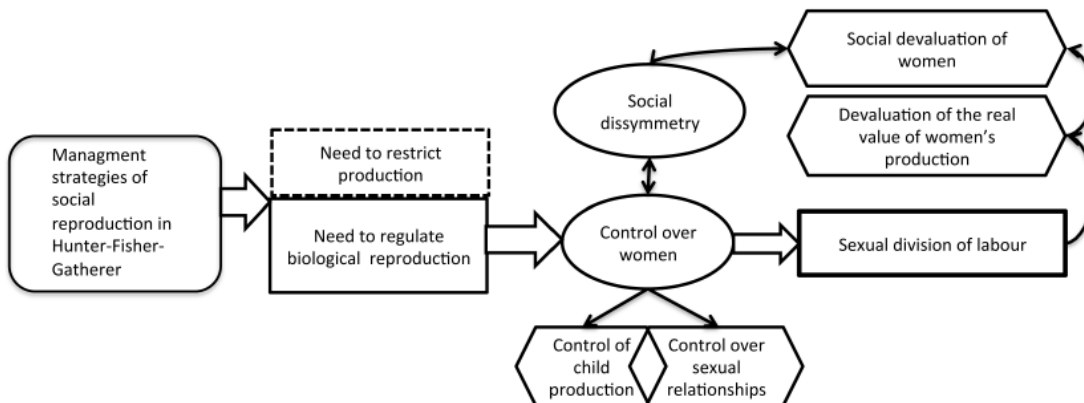 Managment
strategies of
social
reproduction in
Hunter-Fisher-
Gatherer
Need to restrict
production
Need to regulate
biological reproduction
Social
dissymmetry
Control over
women
Control of
child
production
Control over
sexual
relationships
Social devaluation of
women
Devaluation of the real
value of women's
production
Sexual division of labour